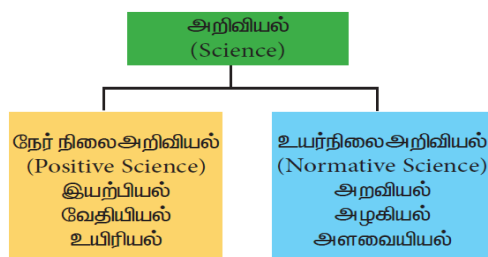 அறிவியல்
(Science)
நேர் நிலைஅறிவியல்
(Positive Science)
இயற்பியல்
வேதியியல்
உயிரியல்
உயர்நிலைஅறிவியல்
(Normative Science)
அறவியல்
அழகியல்
அளவையியல்